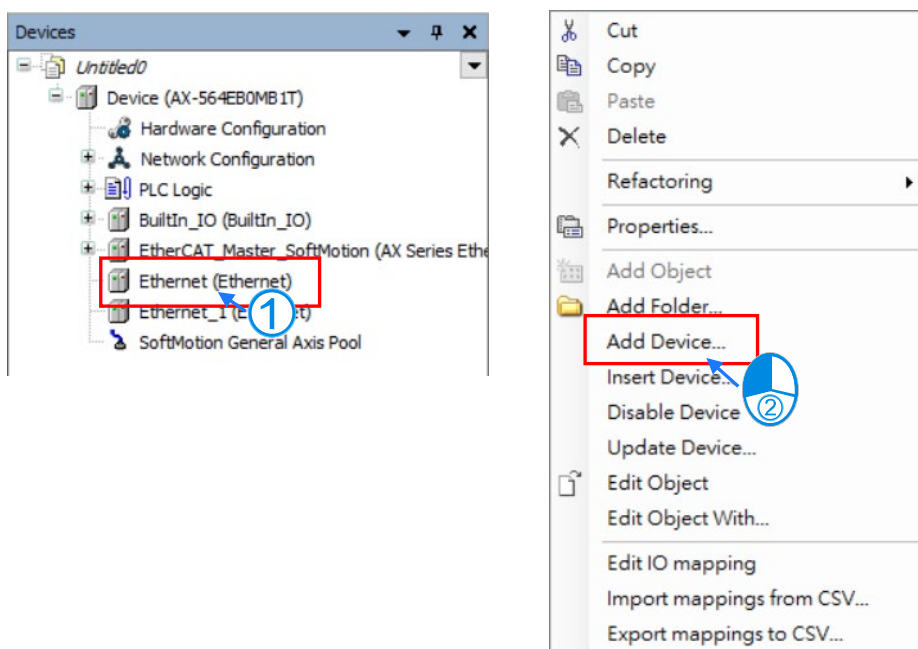 Devices
Untitled0
Device (AX-564EB0MB1T)
Hardware Configuration
Network Configuration
PLC Logic
BuiltIn_IO (BuiltIn_IO)
EtherCAT_Master_SoftMotion (AX Series Ethe
Ethernet (Ethernet)
1
Ethernet_1 (E et)
SoftMotion General Axis Pool
Cut
Copy
Paste
Delete
Refactoring
Properties...
Add Object
Add Folder...
Add Device...
Insert Device...
2
Disable Device
Update Device...
Edit Object
Edit Object With...
Edit IO mapping
Import mappings from CSV...
Export mappings to CSV...